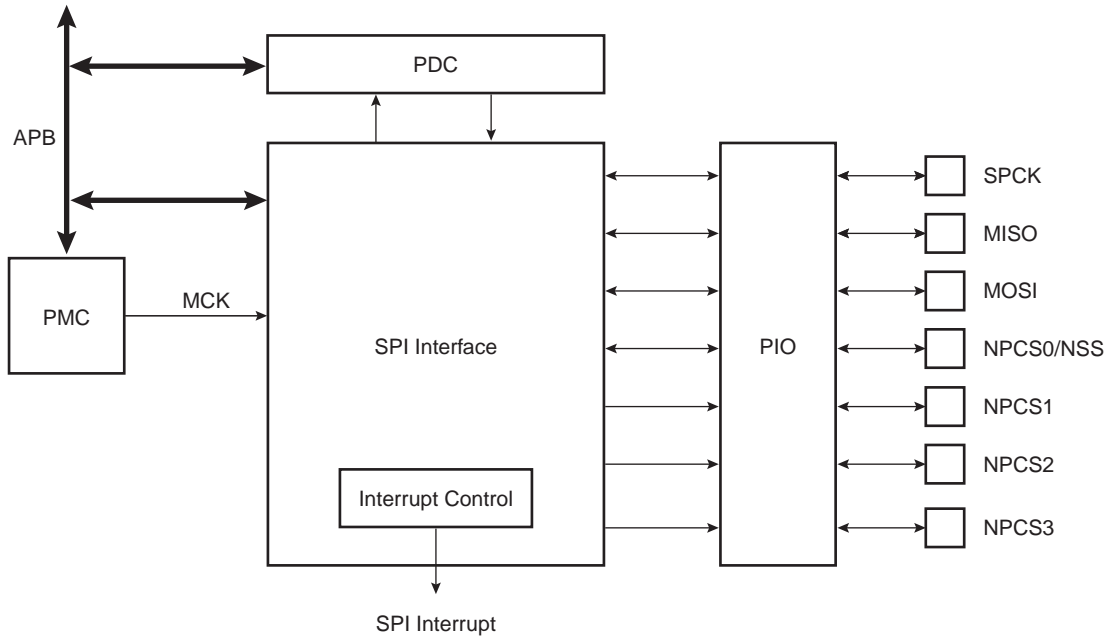 PDC
APB
SPCK
MISO
MCK
MOSI
PMC
SPI Interface
PIO
NPCS0/NSS
NPCS1
NPCS2
Interrupt Control
NPCS3
SPI Interrupt